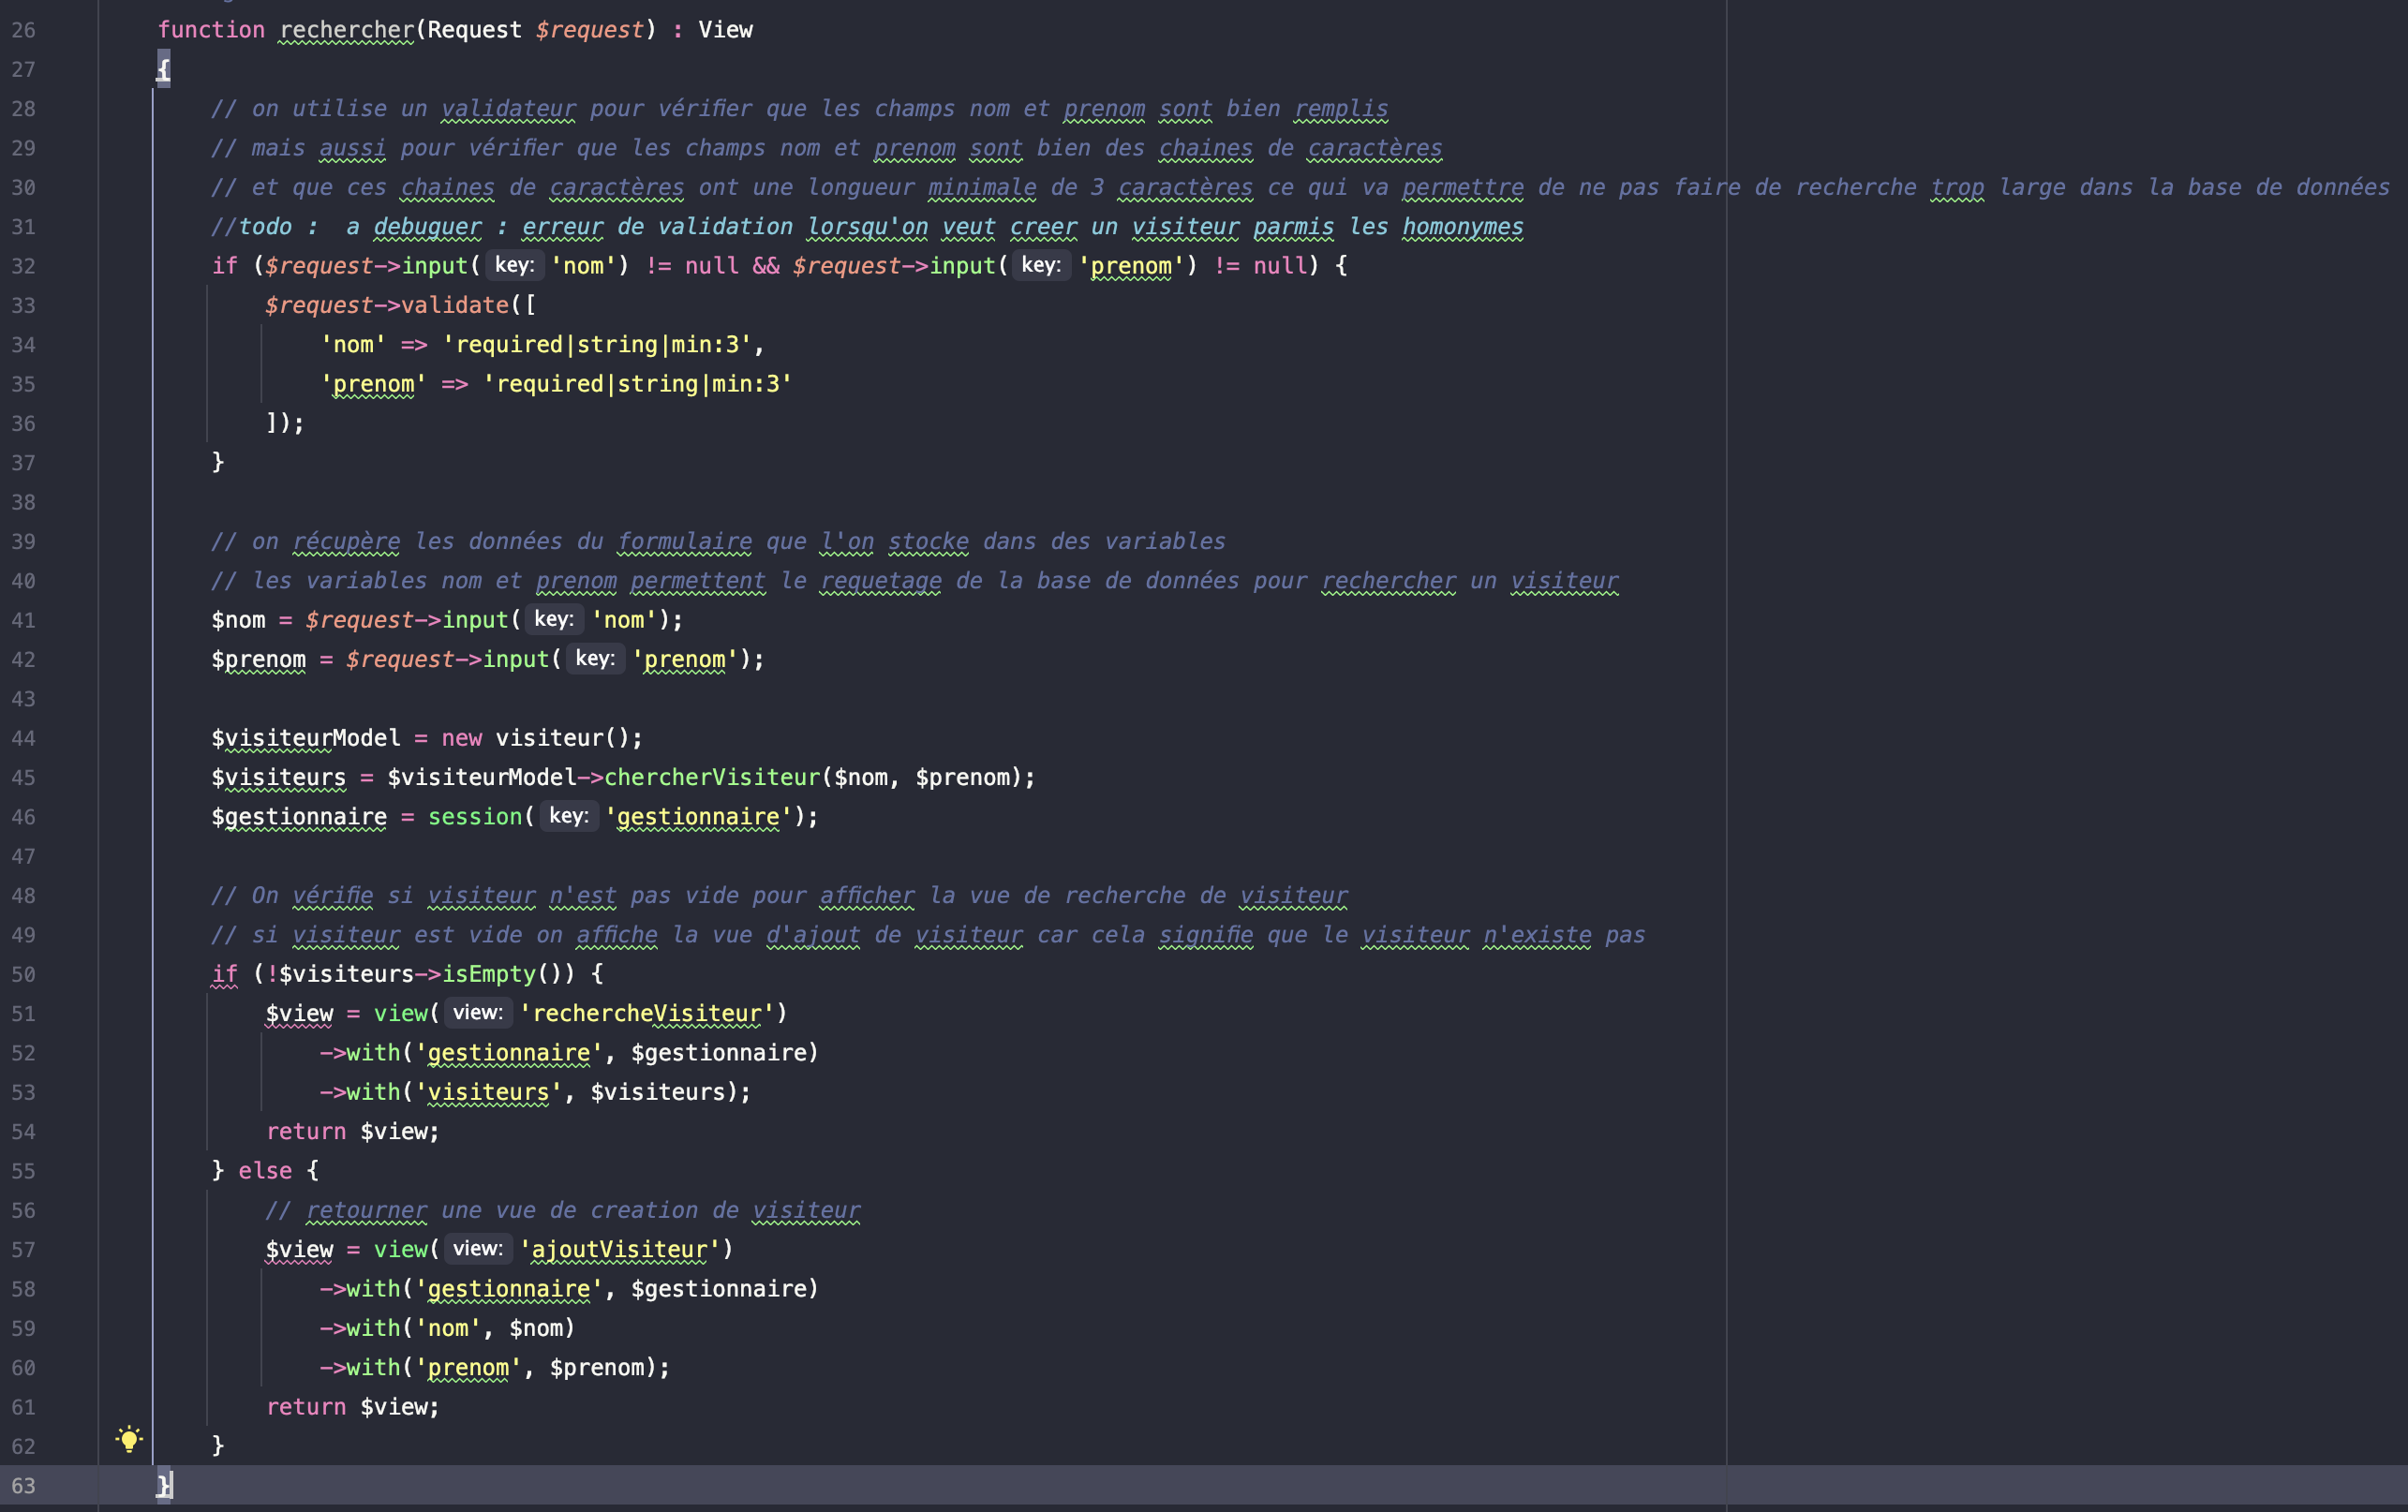 26 function rechercher(Request $request) : View
27 {
28 // on utilise un validateur pour vérifier que les champs nom et prenom sont bien remplis
29 // mais aussi pour vérifier que les champs nom et prenom sont bien des chaines de caractères
30 // et que ces chaines de caractères ont une longueur minimale de 3 caractères ce qui va permettre de ne pas faire de recherche trop large dans la base de données
31 //todo :  a debuguer : erreur de validation lorsqu'on veut creer un visiteur parmis les homonymes
32 if ($request->input( key: 'nom') != null && $request->input( key: 'prenom') != null) {
33 $request->validate([
34 'nom' => 'required|string|min:3',
35 'prenom' => 'required|string|min:3'
36 ]);
37 }
38
39 // on récupère les données du formulaire que l'on stocke dans des variables
40 // les variables nom et prenom permettent le requetage de la base de données pour rechercher un visiteur
41 $nom = $request->input( key: 'nom');
42 $prenom = $request->input( key: 'prenom');
43
44 $visiteurModel = new visiteur();
45 $visiteurs = $visiteurModel->chercherVisiteur($nom, $prenom);
46 $gestionnaire = session( key: 'gestionnaire');
47
48 // On vérifie si visiteur n'est pas vide pour afficher la vue de recherche de visiteur
49 // si visiteur est vide on affiche la vue d'ajout de visiteur car cela signifie que le visiteur n'existe pas
50 if (!$visiteurs->isEmpty()) {
51 $view = view( view: 'rechercheVisiteur')
52 ->with('gestionnaire', $gestionnaire)
53 ->with('visiteurs', $visiteurs);
54 return $view;
55 } else {
56 // retourner une vue de creation de visiteur
57 $view = view( view: 'ajoutVisiteur')
58 ->with('gestionnaire', $gestionnaire)
59 ->with('nom', $nom)
60 ->with('prenom', $prenom);
61 return $view;
62 }
63 }